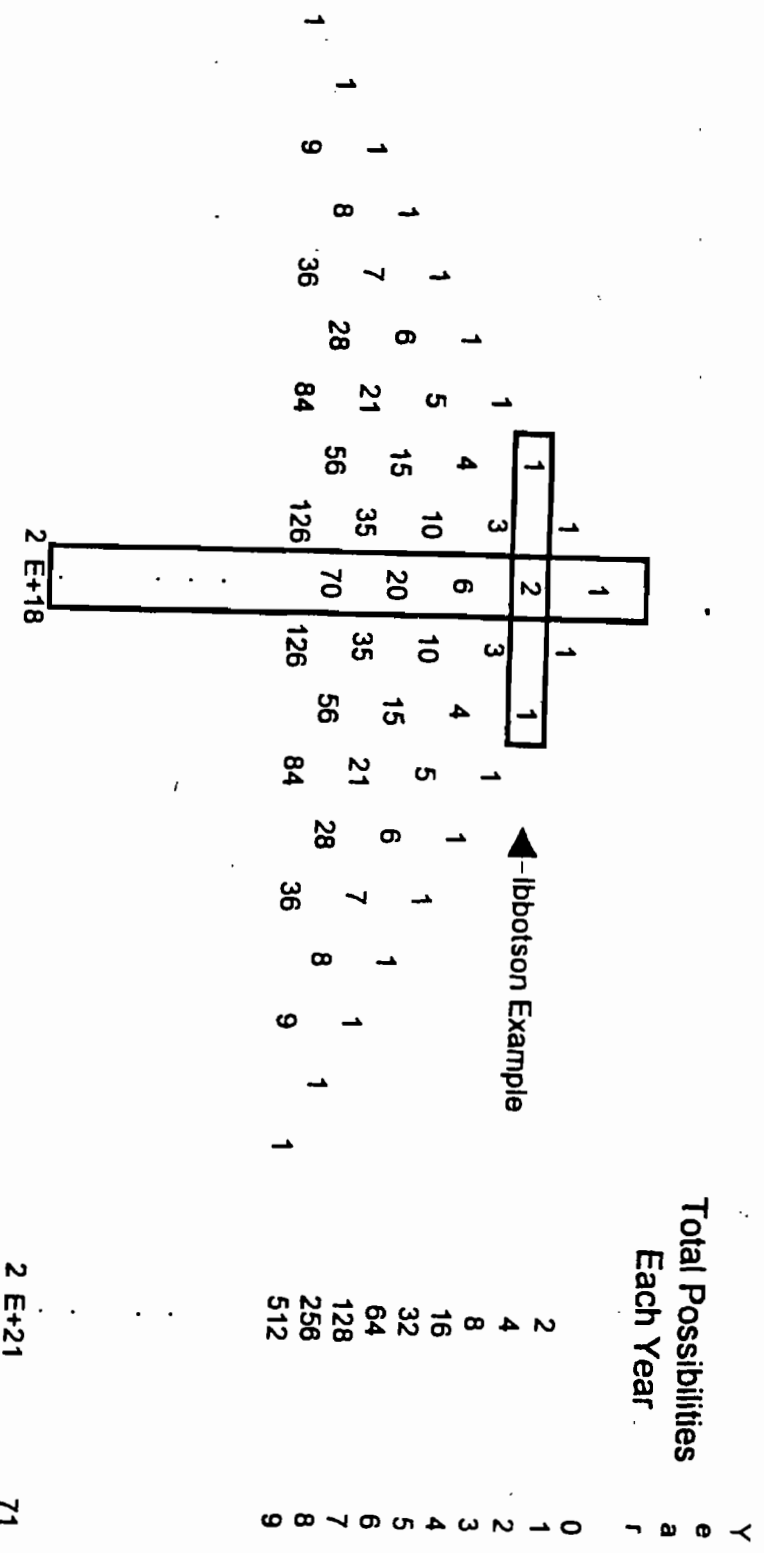 Y
Total Possibilities e
Each Year a
r
1 0
1 1 2 1
1 2 1 Ibbotson Example 4 2
1 3 3 1 8 3
1 4 6 4 1 16 4
1 5 10 10 5 1 32 5
1 6 15 20 15 6 1 64 6
1 7 21 35 35 21 7 1 128 7
1 8 28 56 70 56 28 8 1 256 8
1 9 36 84 126 126 84 36 9 1 512 9
. .
. .
. .
. .
2 E+18 2 E+21 71